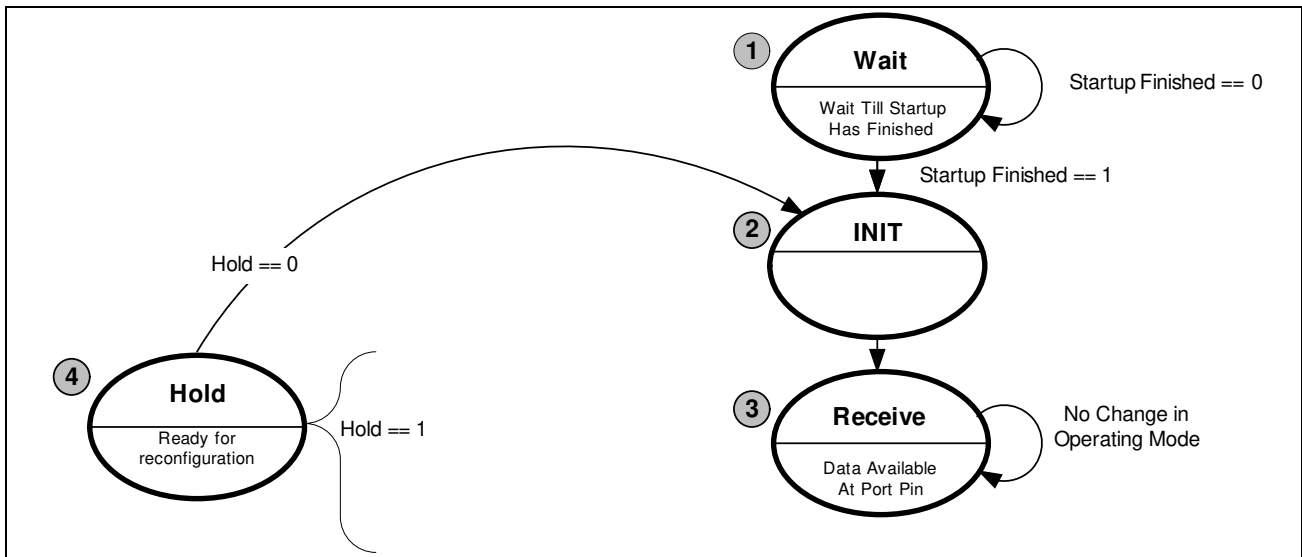 1
Wait
Wait Till Startup
Has Finished
Startup Finished == 0
Startup Finished == 1
2
INIT
Hold == 0
4
Hold
Ready for
reconfiguration
Hold == 1
3
Receive
Data Available
At Port Pin
No Change in
Operating Mode